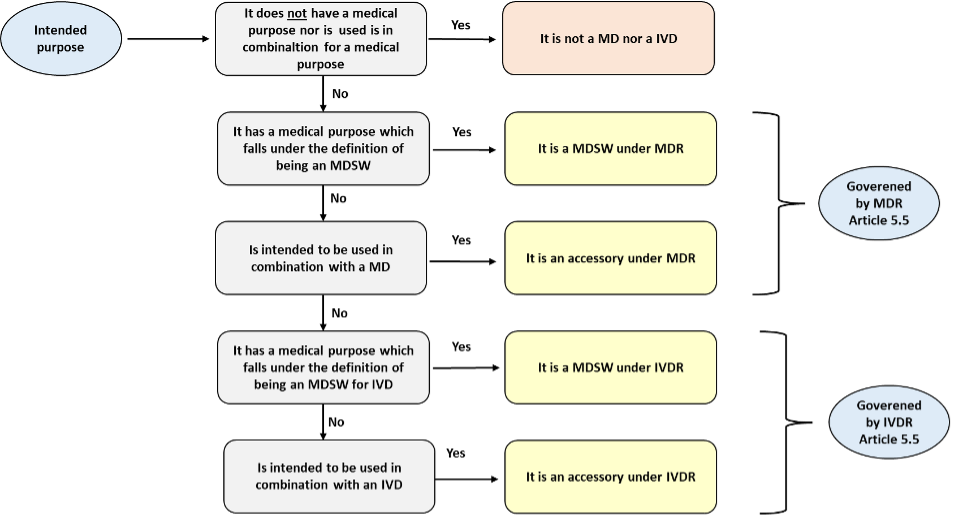 Intended
purpose
It does not have a medical
purpose nor is used is in
combinaltion for a medical
purpose
Yes
It is not a MD nor a IVD
No
It has a medical purpose which
falls under the definition of
being an MDSW
Yes
It is a MDSW under MDR
No
Is intended to be used in
combination with a MD
Yes
It is an accessory under MDR
Goverened
by MDR
Article 5.5
No
It has a medical purpose which
falls under the definition of
being an MDSW for IVD
Yes
It is a MDSW under IVDR
No
Is intended to be used in
combination with an IVD
Yes
It is an accessory under IVDR
Goverened
by IVDR
Article 5.5